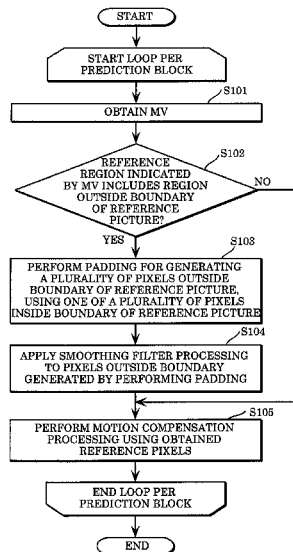 START
START LOOP PER
PREDICTION BLOCK
S101
OBTAIN MV
S102
REFERENCE
REGION INDICATED
BY MV INCLUDES REGION
OUTSIDE BOUNDARY
OF REFERENCE
PICTURE?
NO
YES
S103
PERFORM PADDING FOR GENERATING
A PLURALITY OF PIXELS OUTSIDE
BOUNDARY OF REFERENCE PICTURE,
USING ONE OF A PLURALITY OF PIXELS
INSIDE BOUNDARY OF REFERENCE PICTURE
S104
APPLY SMOOTHING FILTER PROCESSING
TO PIXELS OUTSIDE BOUNDARY
GENERATED BY PERFORMING PADDING
S105
PERFORM MOTION COMPENSATION
PROCESSING USING OBTAINED
REFERENCE PIXELS
END LOOP PER
PREDICTION BLOCK
END